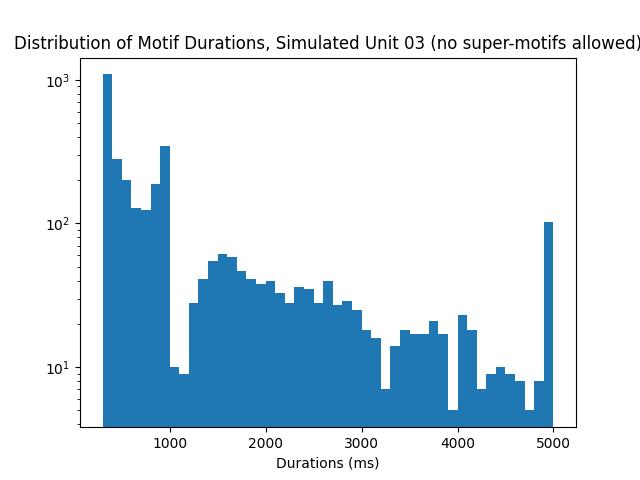 Distribution of Motif Durations, Simulated Unit 03 (no super-motifs allowed)
10³
10²
10¹
1000 2000 3000 4000 5000
Durations (ms)